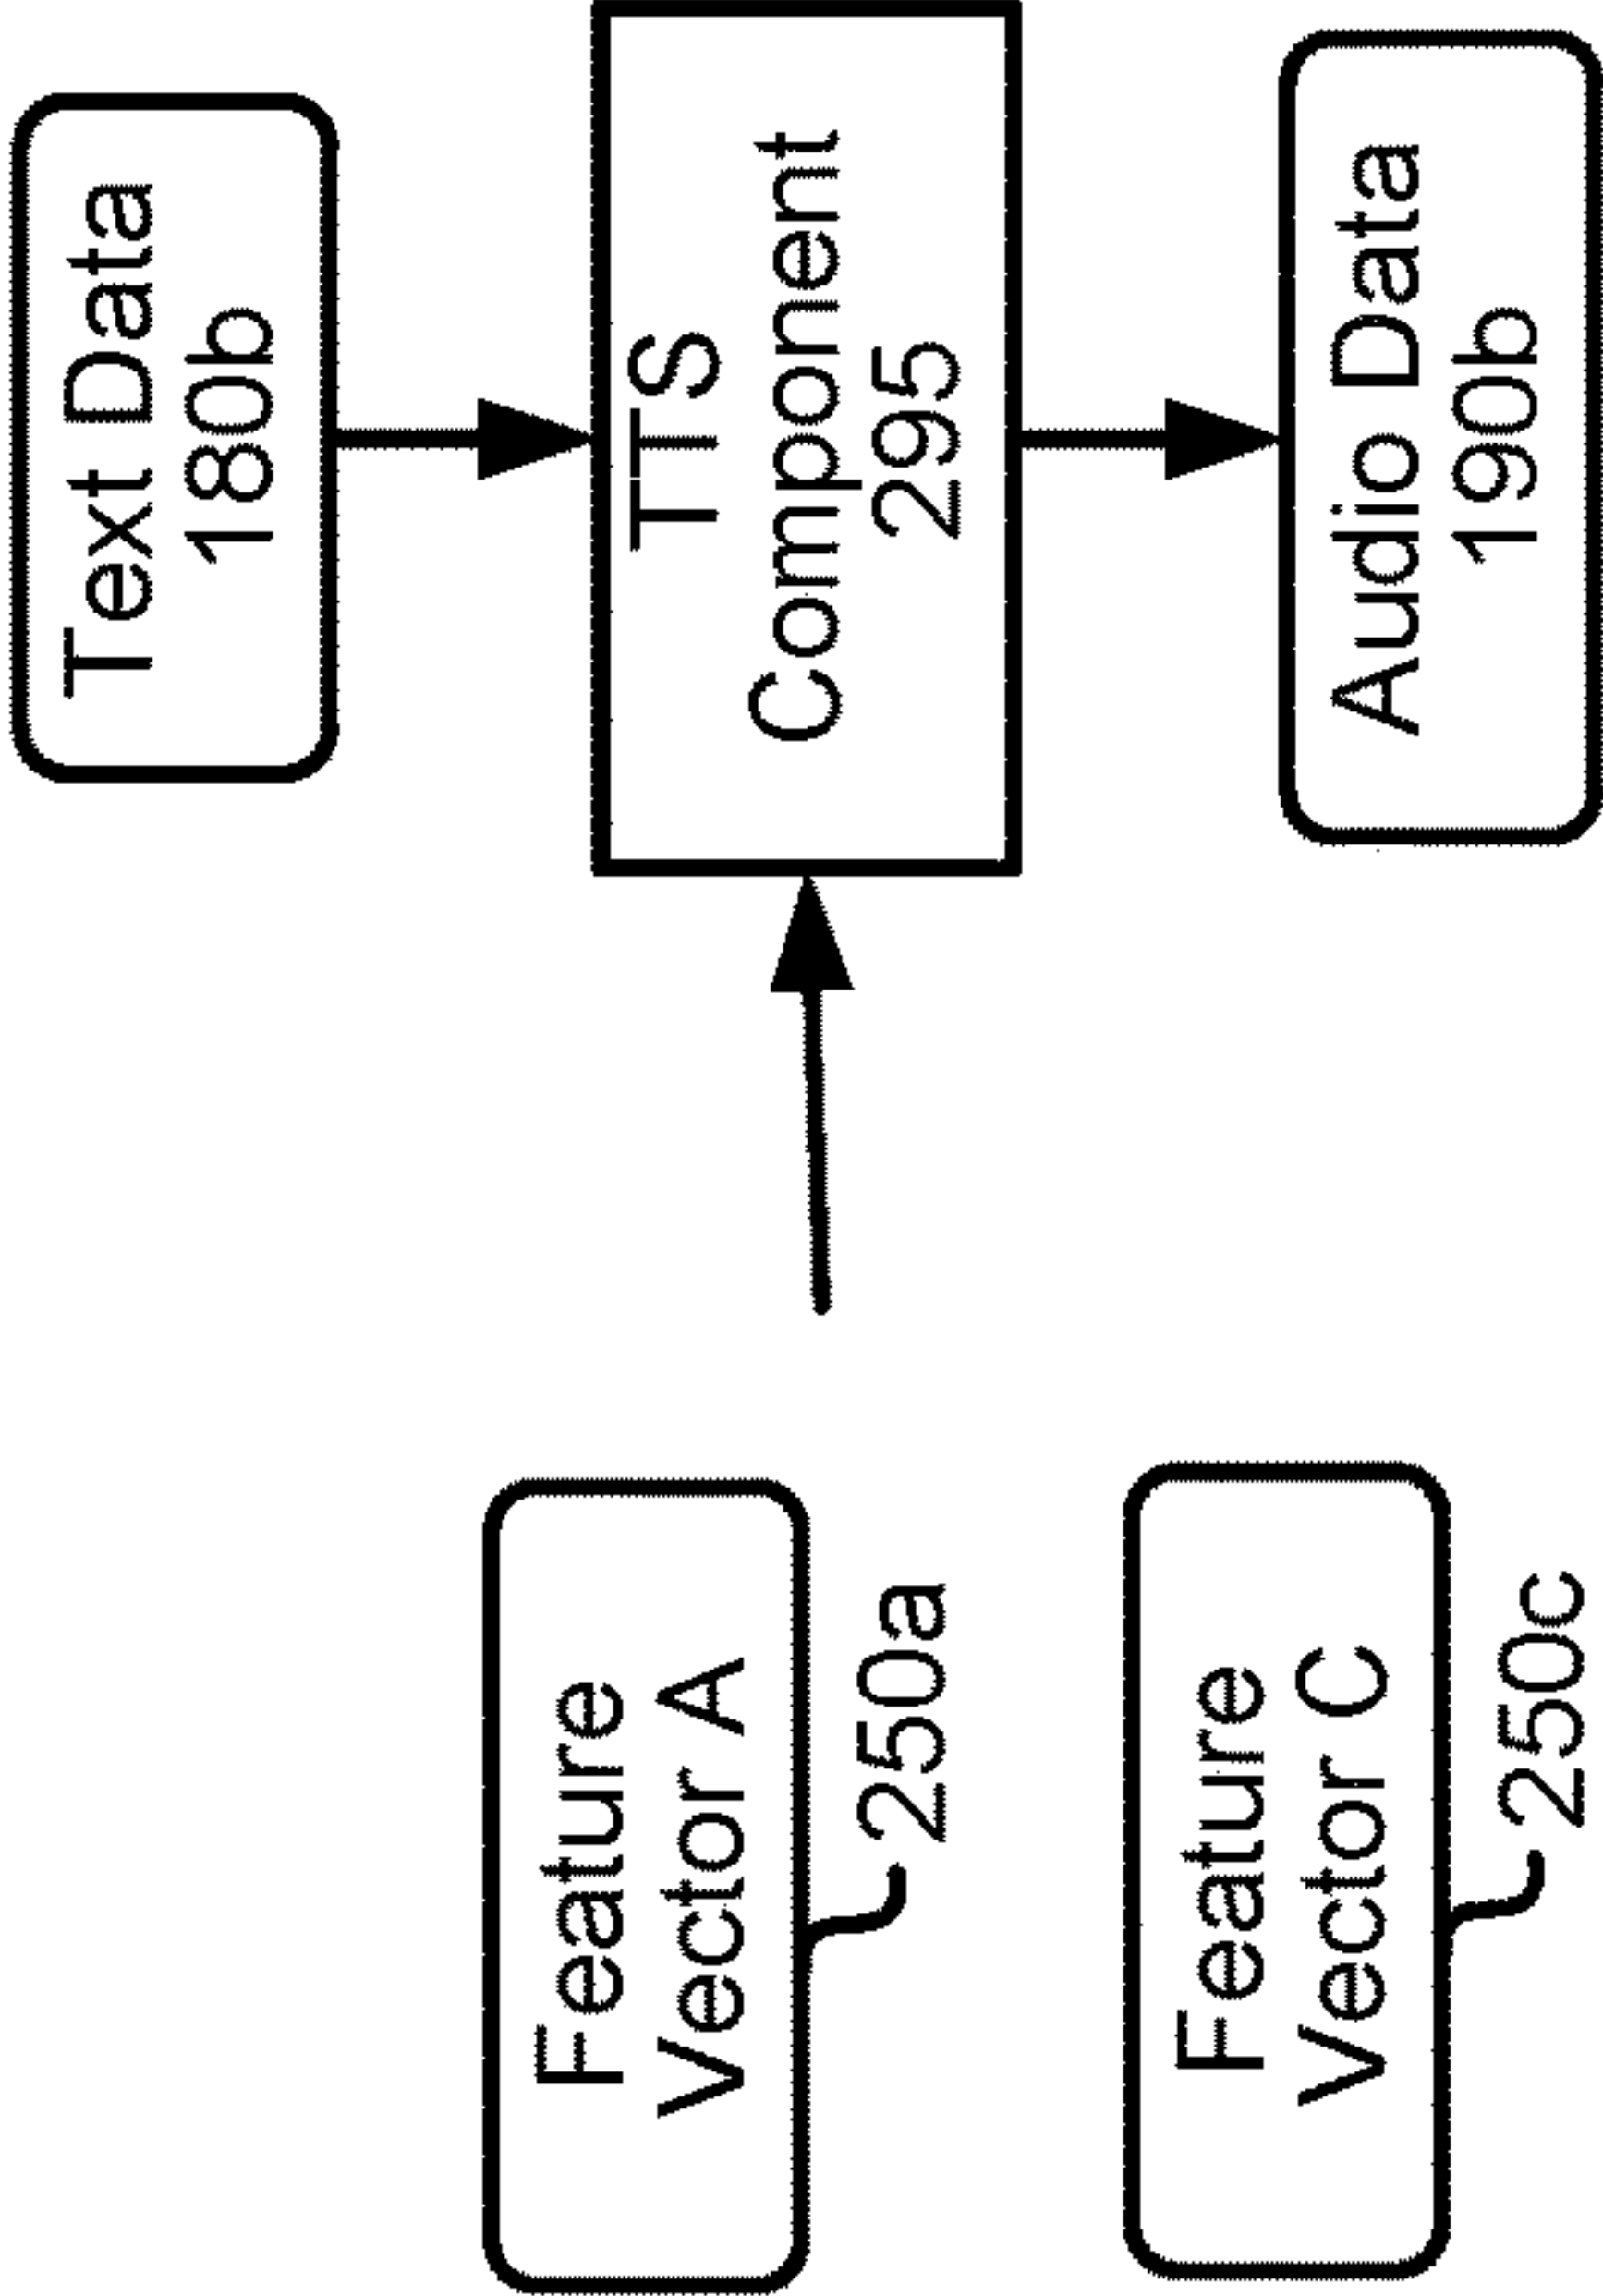 Text Data
180b
TTS
Component
295
Audio Data
190b
Feature
Vector A
250a
Feature
Vector C
250c